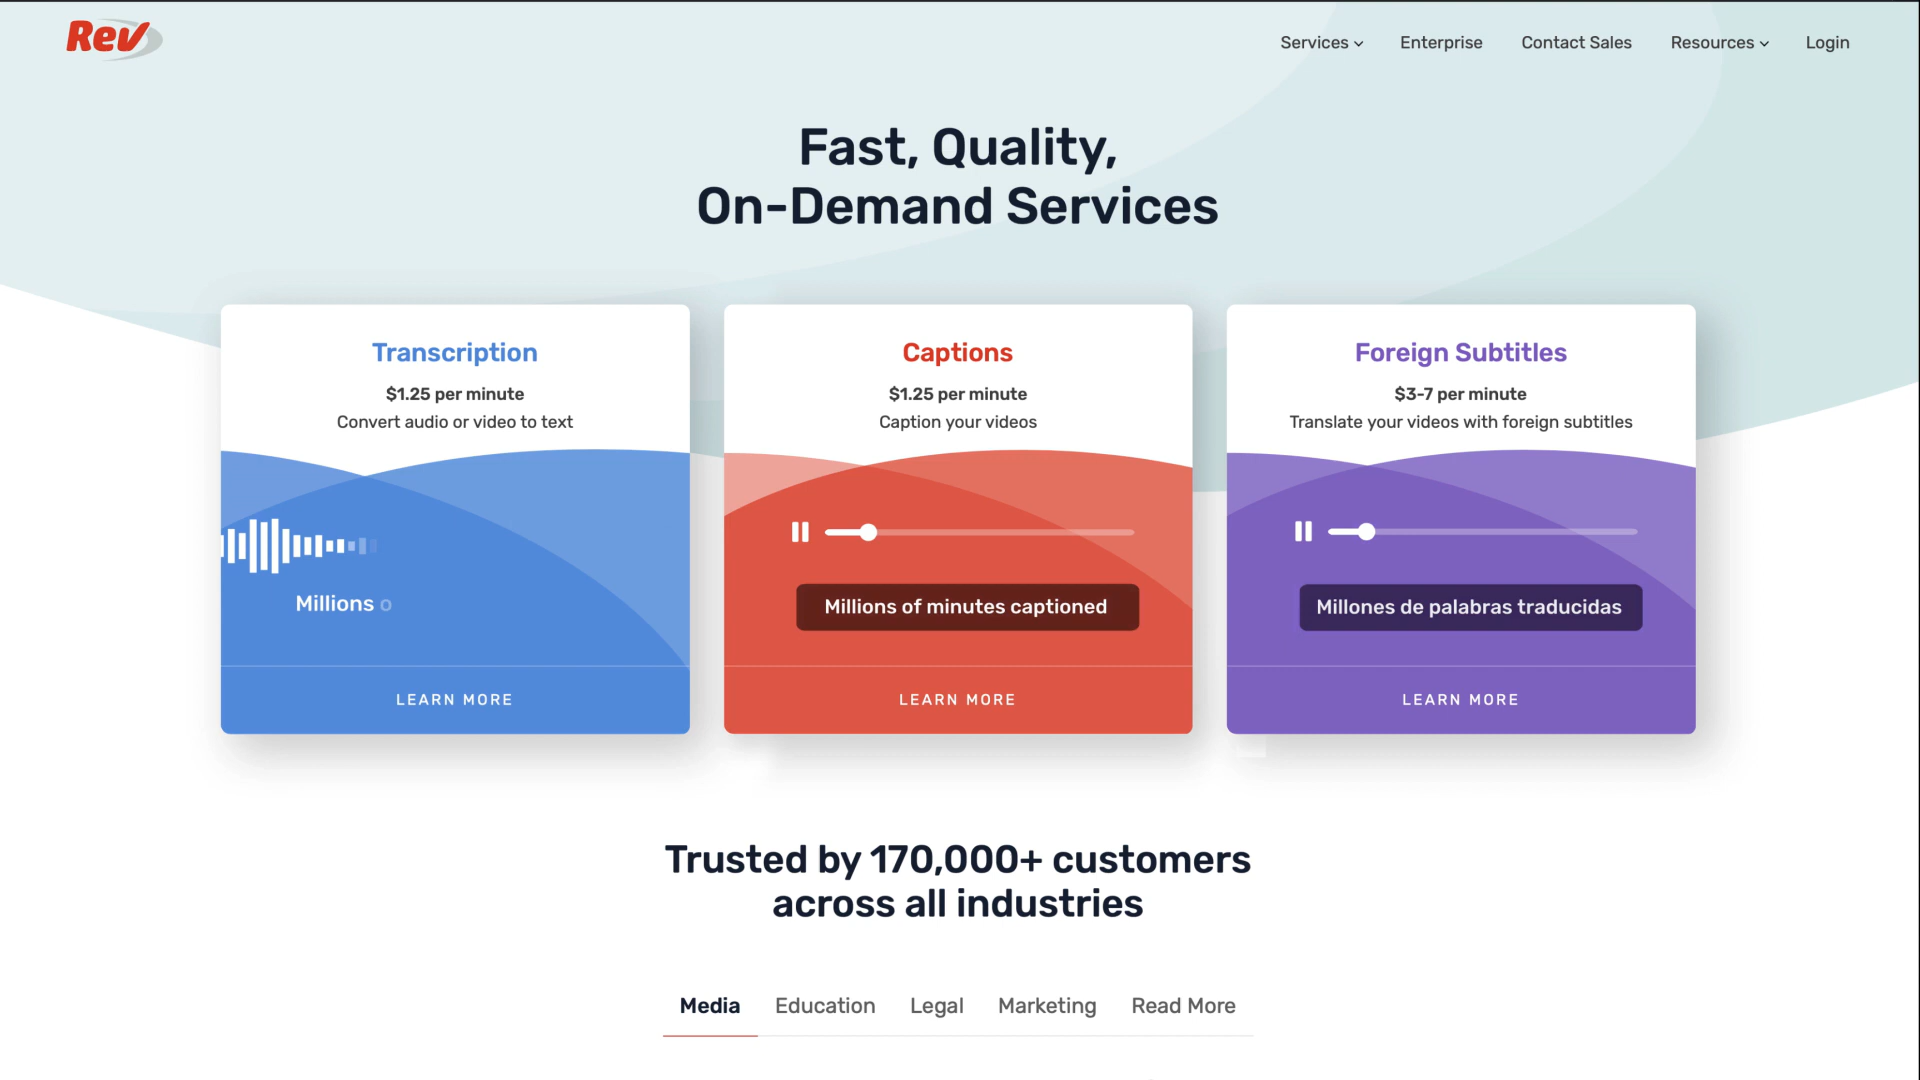 Rev
Services
Enterprise
Contact Sales
Resources
Login
Fast, Quality,
On-Demand Services
Transcription
$1.25 per minute
Convert audio or video to text
Millions o
LEARN MORE
Captions
$1.25 per minute
Caption your videos
Millions of minutes captioned
LEARN MORE
Foreign Subtitles
$3-7 per minute
Translate your videos with foreign subtitles
Millones de palabras traducidas
LEARN MORE
Trusted by 170,000+ customers
across all industries
Media
Education
Legal
Marketing
Read More